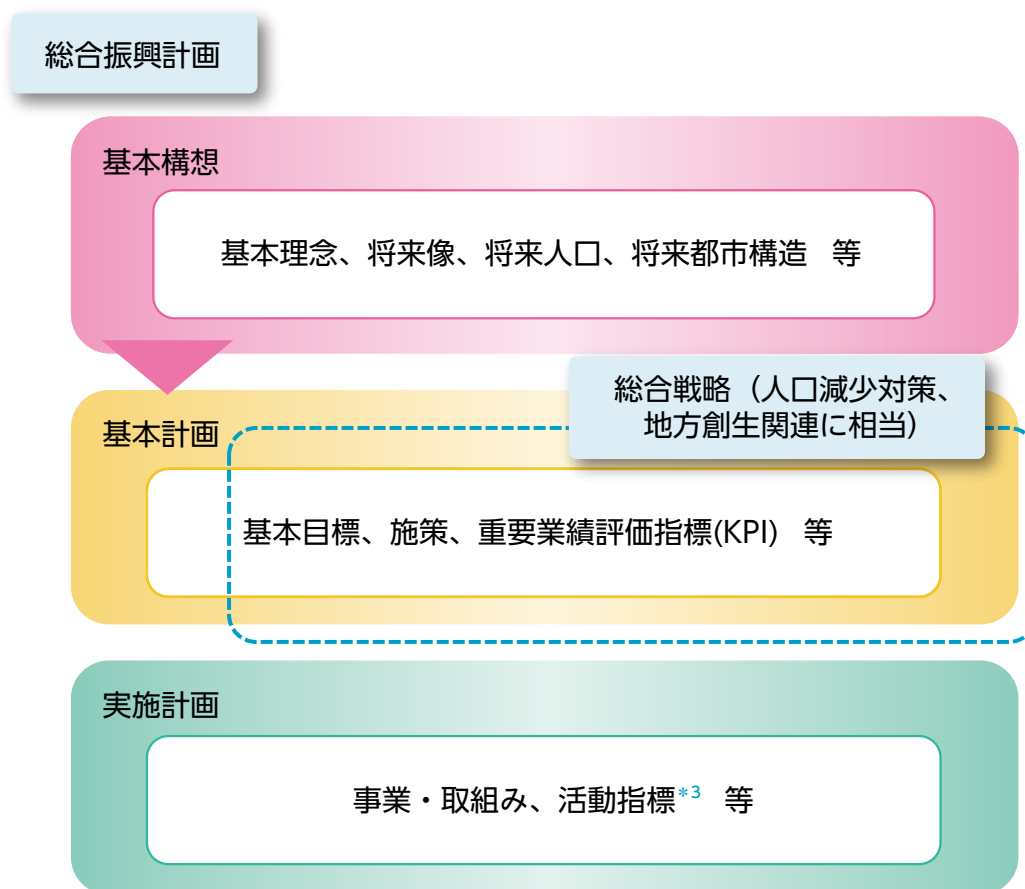 総合振興計画
基本構想
基本理念、将来像、将来人口、将来都市構造　等
総合戦略（人口減少対策、
地方創生関連に相当）
基本計画
基本目標、施策、重要業績評価指標(KPI)　等
実施計画
事業・取組み、活動指標*3　等